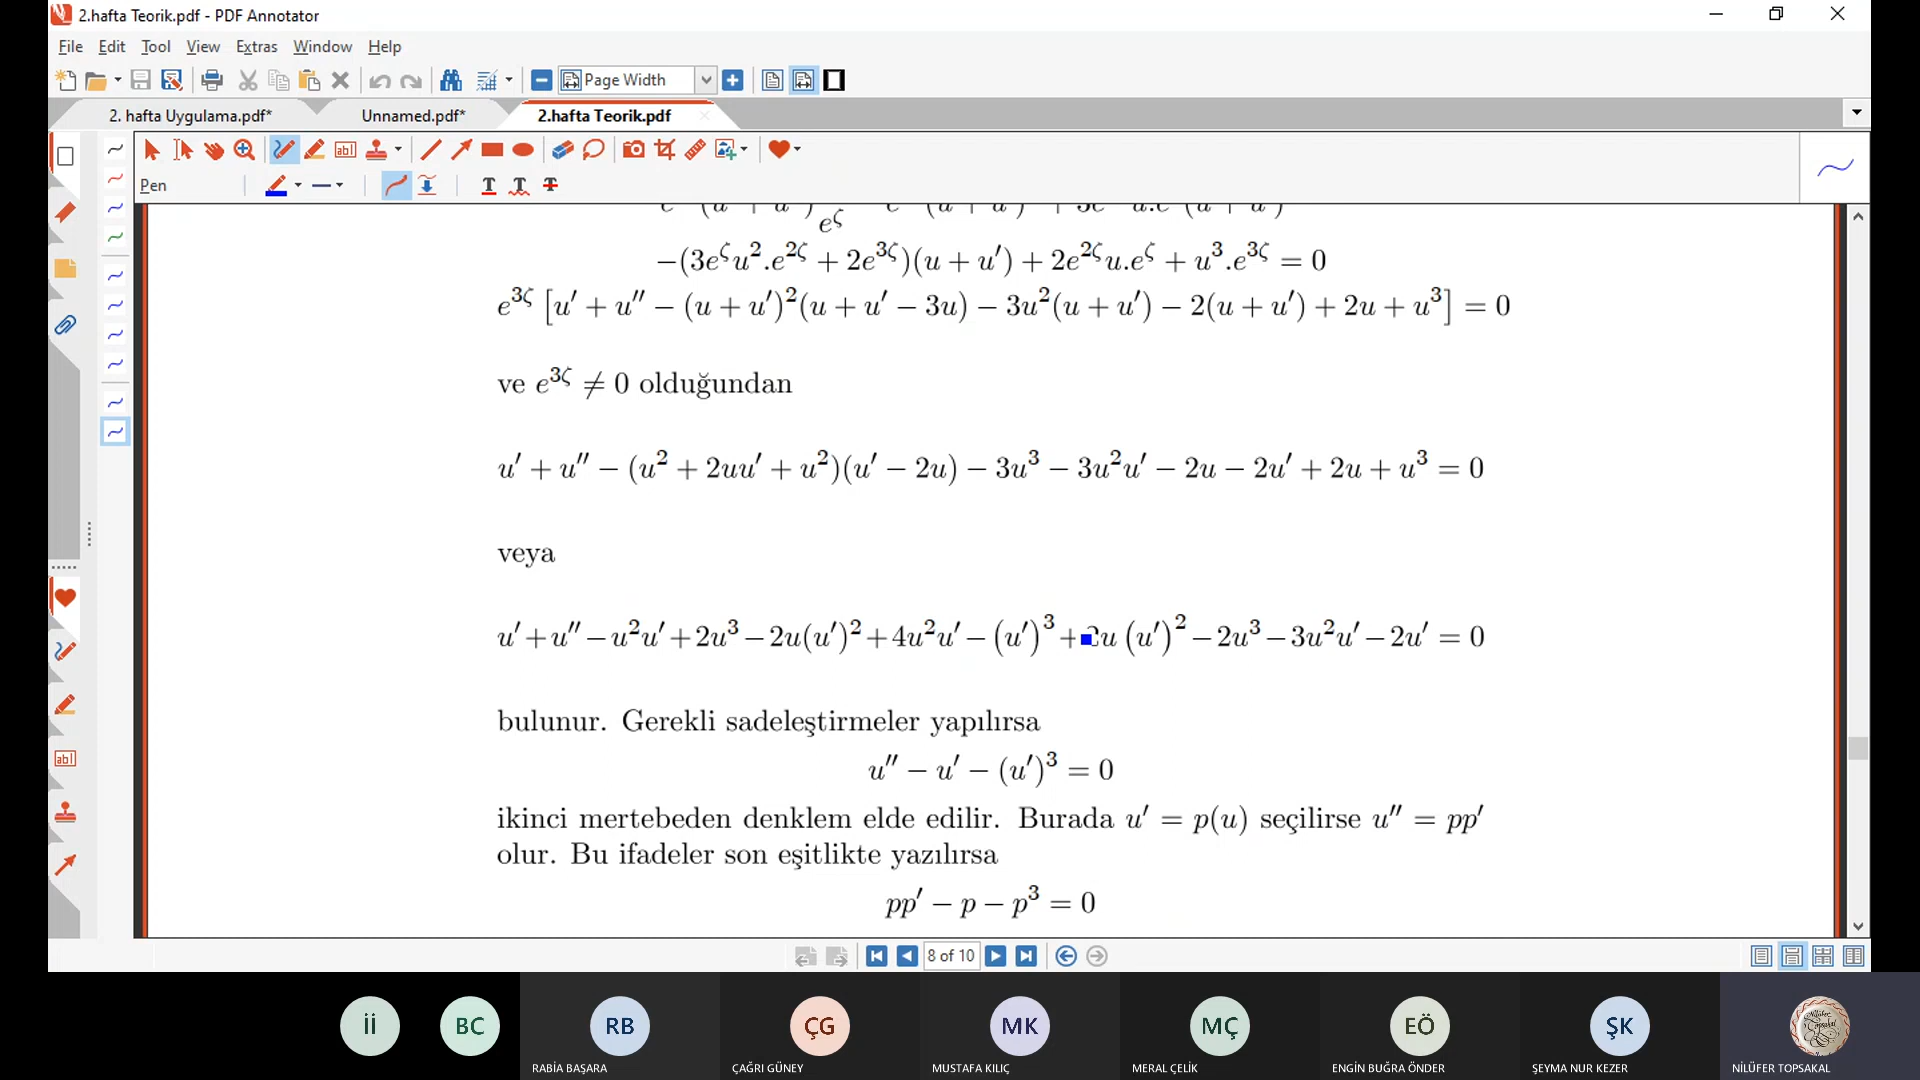 2.hafta Teorik.pdf - PDF Annotator
File Edit Tool View Extras Window Help
Page Width
2. hafta Uygulama.pdf* Unnamed.pdf* 2.hafta Teorik.pdf
Pen
e^ζ
−(3e^ζu².e^{2ζ} + 2e^{3ζ})(u + u′) + 2e^{2ζ}u.e^ζ + u³.e^{3ζ} = 0
e^{3ζ} [u′ + u″ − (u + u′)²(u + u′ − 3u) − 3u²(u + u′) − 2(u + u′) + 2u + u³] = 0
ve e^{3ζ} ≠ 0 olduğundan
u′ + u″ − (u² + 2uu′ + u²)(u′ − 2u) − 3u³ − 3u²u′ − 2u − 2u′ + 2u + u³ = 0
veya
u′ + u″ − u²u′ + 2u³ − 2u(u′)² + 4u²u′ − (u′)³ + 2u (u′)² − 2u³ − 3u²u′ − 2u′ = 0
bulunur. Gerekli sadeleştirmeler yapılırsa
u″ − u′ − (u′)³ = 0
ikinci mertebeden denklem elde edilir. Burada u′ = p(u) seçilirse u″ = pp′
olur. Bu ifadeler son eşitlikte yazılırsa
pp′ − p − p³ = 0
8 of 10
İİ BC RB ÇG MK MÇ EÖ ŞK
RABİA BAŞARA ÇAĞRI GÜNEY MUSTAFA KILIÇ MERAL ÇELİK ENGİN BUĞRA ÖNDER ŞEYMA NUR KEZER NİLÜFER TOPSAKAL